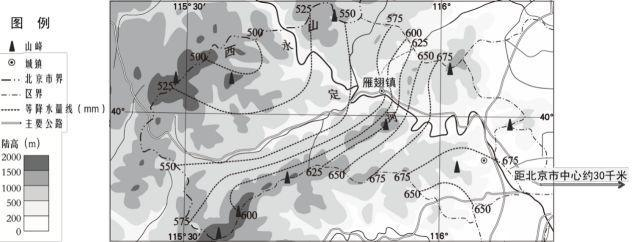 图 例
山峰
城镇
北京市界
区界
等降水量线(mm)
主要公路
陆高(m)
2000
1500
1000
500
200
0
115°30′
116°
525
550
575
600
625
650
675
500
500
525
西
山
永
定
河
雁翅镇
40°
40°
550
575
600
625
650
675
675
650
650
675
距北京市中心约30千米
115°30′
116°